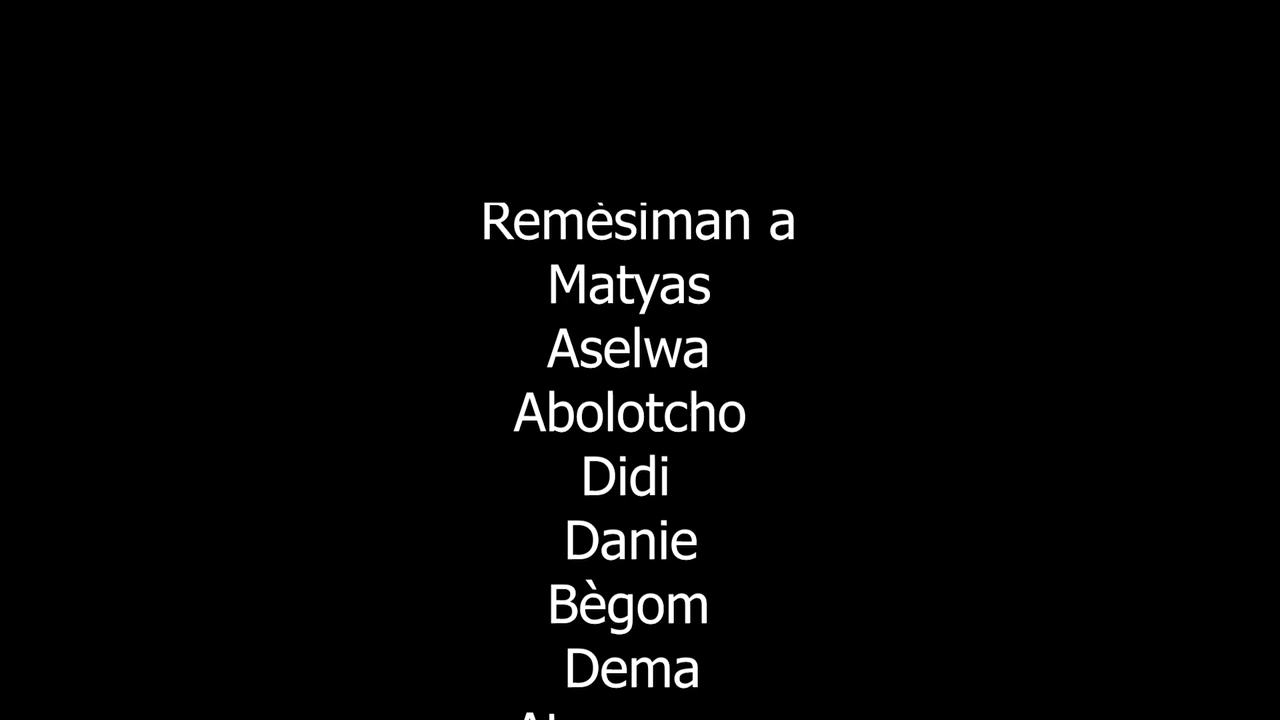 Remèsiman a
Matyas
Aselwa
Abolotcho
Didi
Danie
Bègom
Dema